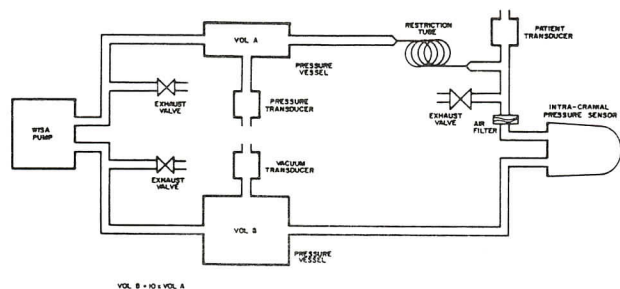 RESTRICTION
TUBE
PATIENT
TRANSDUCER
VOL A
PRESSURE
VESSEL
EXHAUST
VALVE
PRESSURE
TRANSDUCER
EXHAUST
VALVE
AIR
FILTER
INTRA-CRANIAL
PRESSURE SENSOR
WISA
PUMP
VACUUM
TRANSDUCER
EXHAUST
VALVE
VOL B
PRESSURE
VESSEL
VOL B = 10 x VOL A